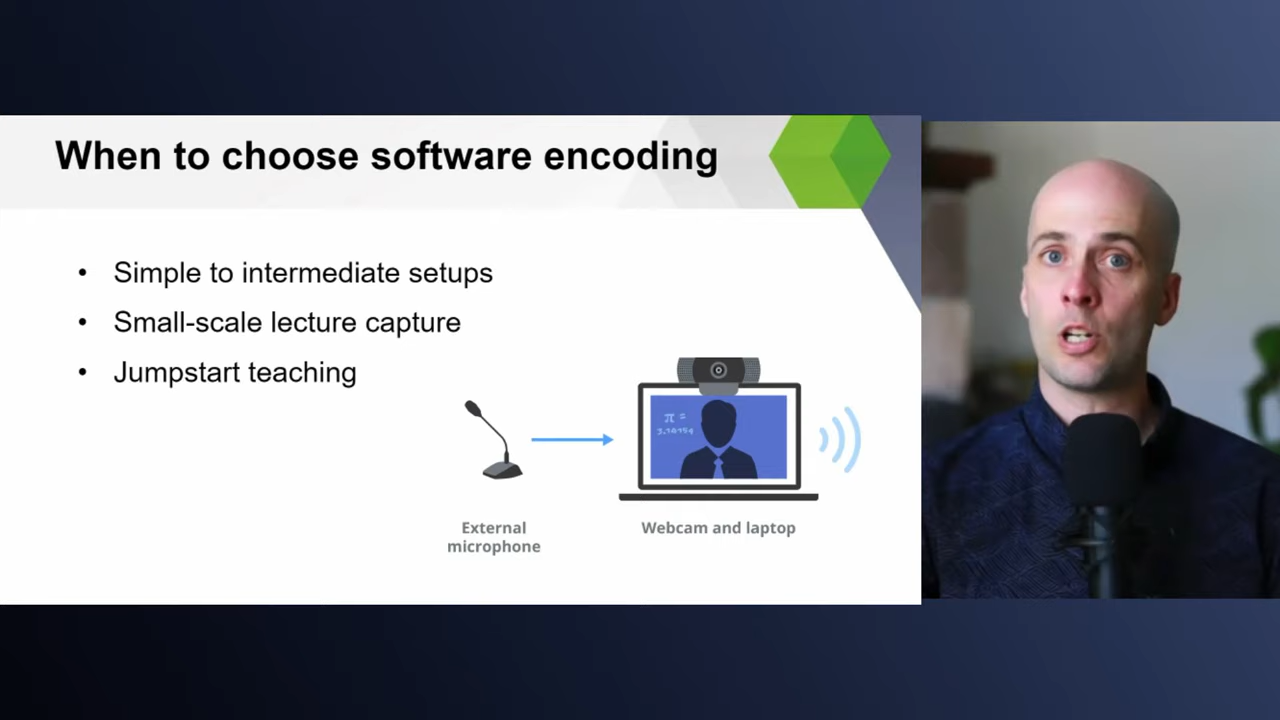 When to choose software encoding
• Simple to intermediate setups
• Small-scale lecture capture
• Jumpstart teaching
π =
External
microphone
Webcam and laptop